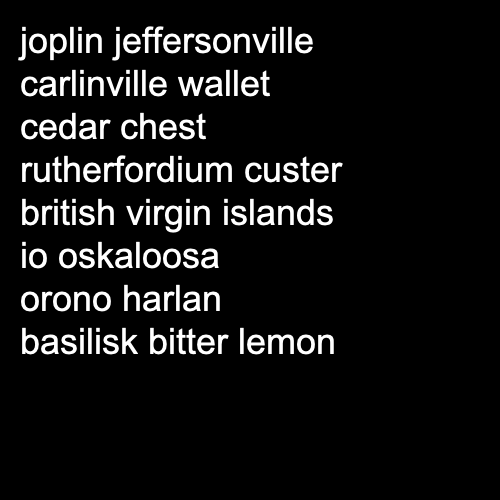 joplin jeffersonville
carlinville wallet
cedar chest
rutherfordium custer
british virgin islands
io oskaloosa
orono harlan
basilisk bitter lemon